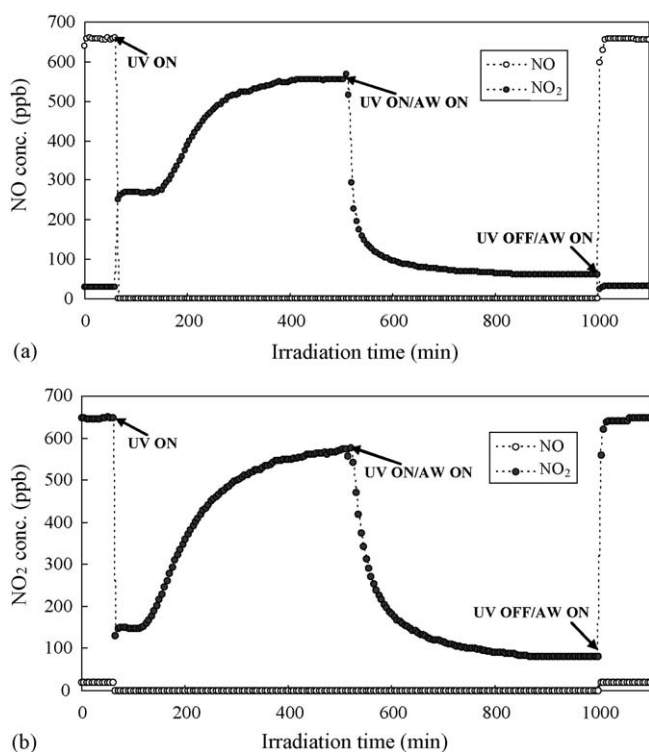 700
600
500
400
300
200
100
0
NO conc. (ppb)
UV ON
UV ON/AW ON
UV OFF/AW ON
NO
NO₂
0 200 400 600 800 1000
(a) Irradiation time (min)
700
600
500
400
300
200
100
0
NO₂ conc. (ppb)
UV ON
UV ON/AW ON
UV OFF/AW ON
NO
NO₂
0 200 400 600 800 1000
(b) Irradiation time (min)